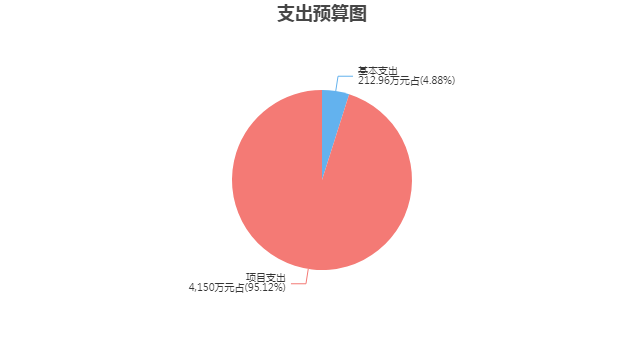 支出预算图
基本支出
212.96万元占(4.88%)
项目支出
4,150万元占(95.12%)